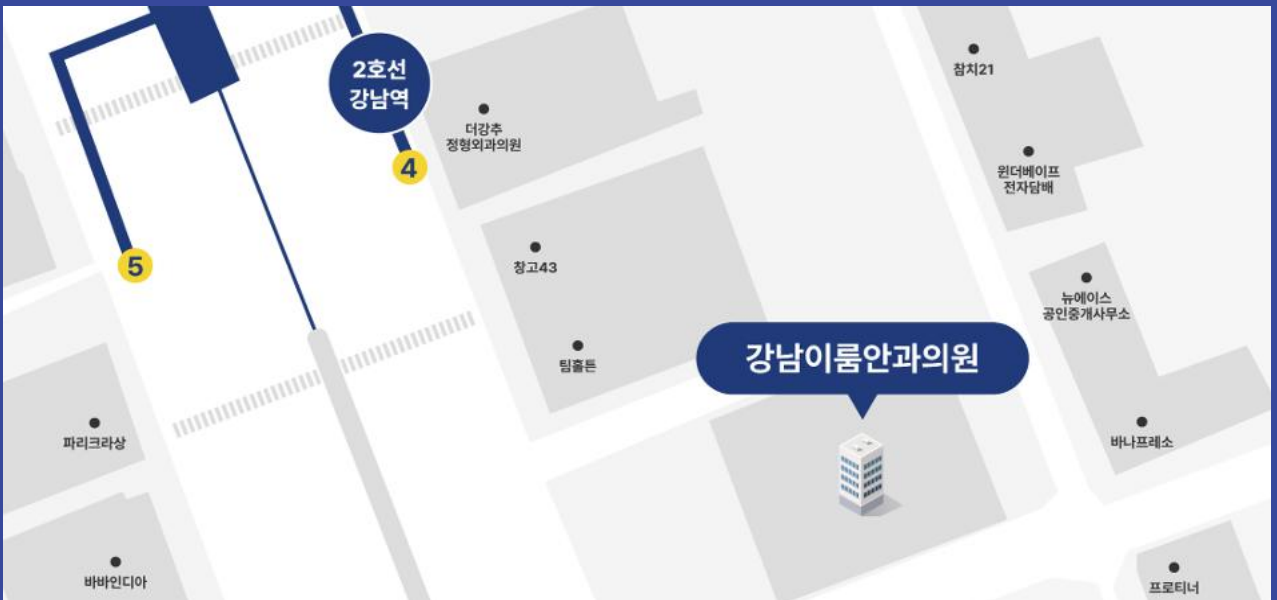 2호선
강남역
4
5
더강추
정형외과의원
참치21
윈더베이프
전자담배
창고43
팀홀튼
뉴에이스
공인중개사무소
강남이룸안과의원
파리크라상
바나프레소
바바인디아
프로티너